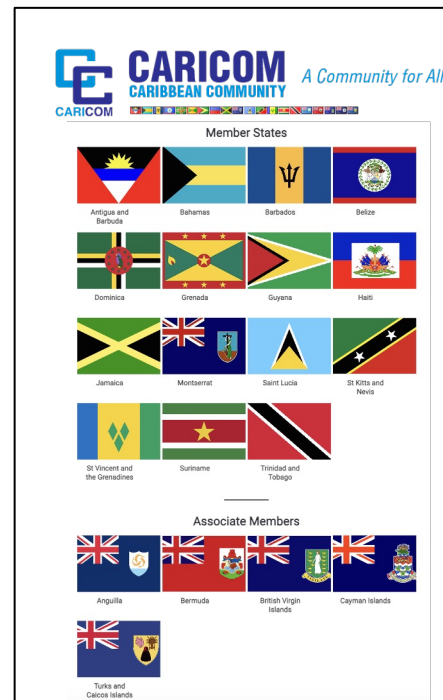 CARICOM
CARIBBEAN COMMUNITY
A Community for All
CARICOM
Member States
Antigua and
Barbuda
Bahamas
Barbados
Belize
Dominica
Grenada
Guyana
Haiti
Jamaica
Montserrat
Saint Lucia
St Kitts and
Nevis
St Vincent and
the Grenadines
Suriname
Trinidad and
Tobago
Associate Members
Anguilla
Bermuda
British Virgin
Islands
Cayman Islands
Turks and
Caicos Islands